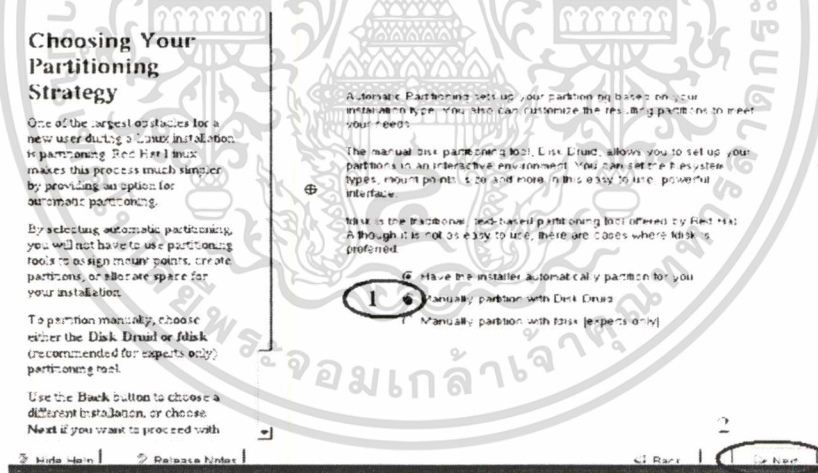 Choosing Your
Partitioning
Strategy
One of the largest obstacles for a
new user during a Linux installation
is partitioning. Red Hat Linux
makes this process much simpler
by providing an option for
automatic partitioning.
By selecting automatic partitioning,
you will not have to use partitioning
tools to assign mount points, create
partitions, or allocate space for
your installation.
To partition manually, choose
either the Disk Druid or fdisk
(recommended for experts only)
partitioning tool.
Use the Back button to choose a
different installation, or choose
Next if you want to proceed with
Automatic Partitioning sets up your partitioning based on your
installation type. You also can customize the resulting partitions to meet
your needs.
The manual disk partitioning tool, Disk Druid, allows you to set up your
partitions in an interactive environment. You can set the filesystem
types, mount points, size and more in this easy to use, powerful
interface.
fdisk is the traditional, text-based partitioning tool offered by Red Hat.
Although it is not as easy to use, there are cases where fdisk is
preferred.
Have the installer automatically partition for you
1 Manually partition with Disk Druid
Manually partition with fdisk [experts only]
2
Hide Help
Release Notes
Back
Next